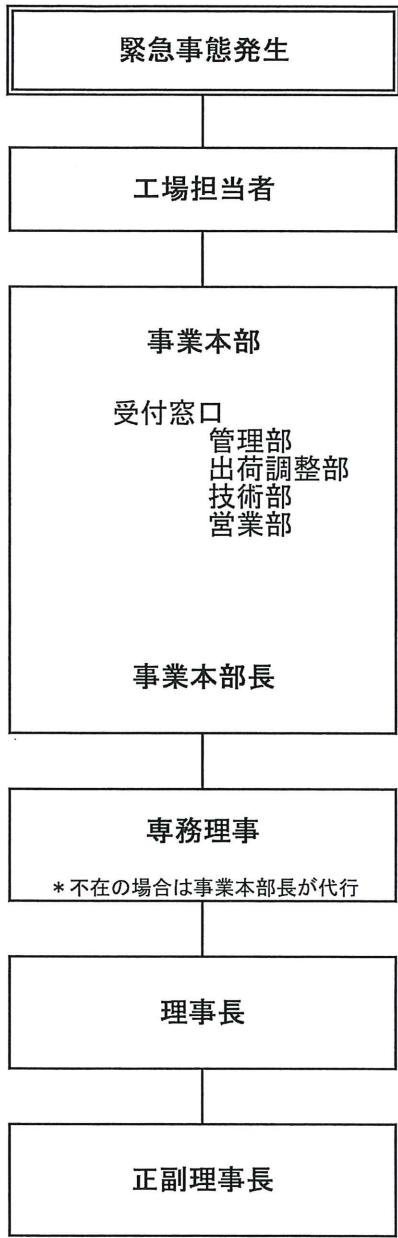 緊急事態発生
工場担当者
事業本部
受付窓口
管理部
出荷調整部
技術部
営業部
事業本部長
専務理事
＊不在の場合は事業本部長が代行
理事長
正副理事長